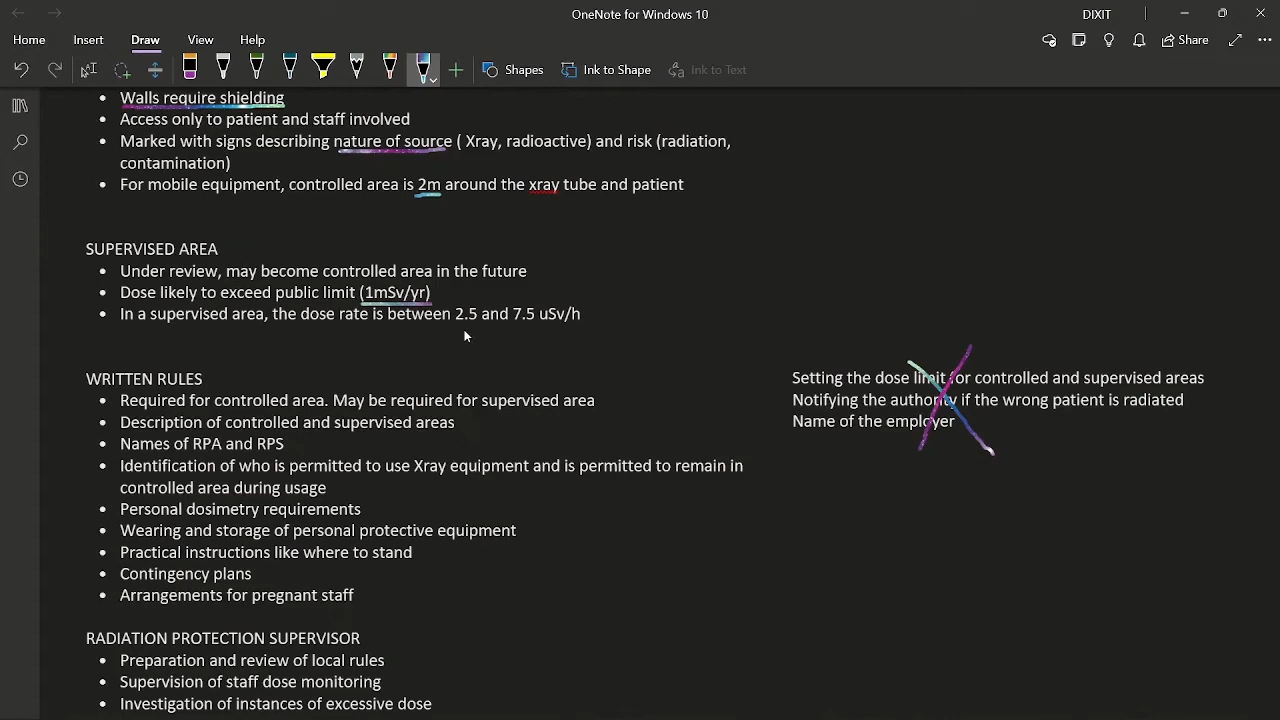 OneNote for Windows 10
DIXIT
Home Insert Draw View Help
Share
Shapes
Ink to Shape
Ink to Text
• Walls require shielding
• Access only to patient and staff involved
• Marked with signs describing nature of source ( Xray, radioactive) and risk (radiation,
contamination)
• For mobile equipment, controlled area is 2m around the xray tube and patient
SUPERVISED AREA
• Under review, may become controlled area in the future
• Dose likely to exceed public limit (1mSv/yr)
• In a supervised area, the dose rate is between 2.5 and 7.5 uSv/h
WRITTEN RULES
• Required for controlled area. May be required for supervised area
• Description of controlled and supervised areas
• Names of RPA and RPS
• Identification of who is permitted to use Xray equipment and is permitted to remain in
controlled area during usage
• Personal dosimetry requirements
• Wearing and storage of personal protective equipment
• Practical instructions like where to stand
• Contingency plans
• Arrangements for pregnant staff
Setting the dose limit for controlled and supervised areas
Notifying the authority if the wrong patient is radiated
Name of the employer
RADIATION PROTECTION SUPERVISOR
• Preparation and review of local rules
• Supervision of staff dose monitoring
• Investigation of instances of excessive dose